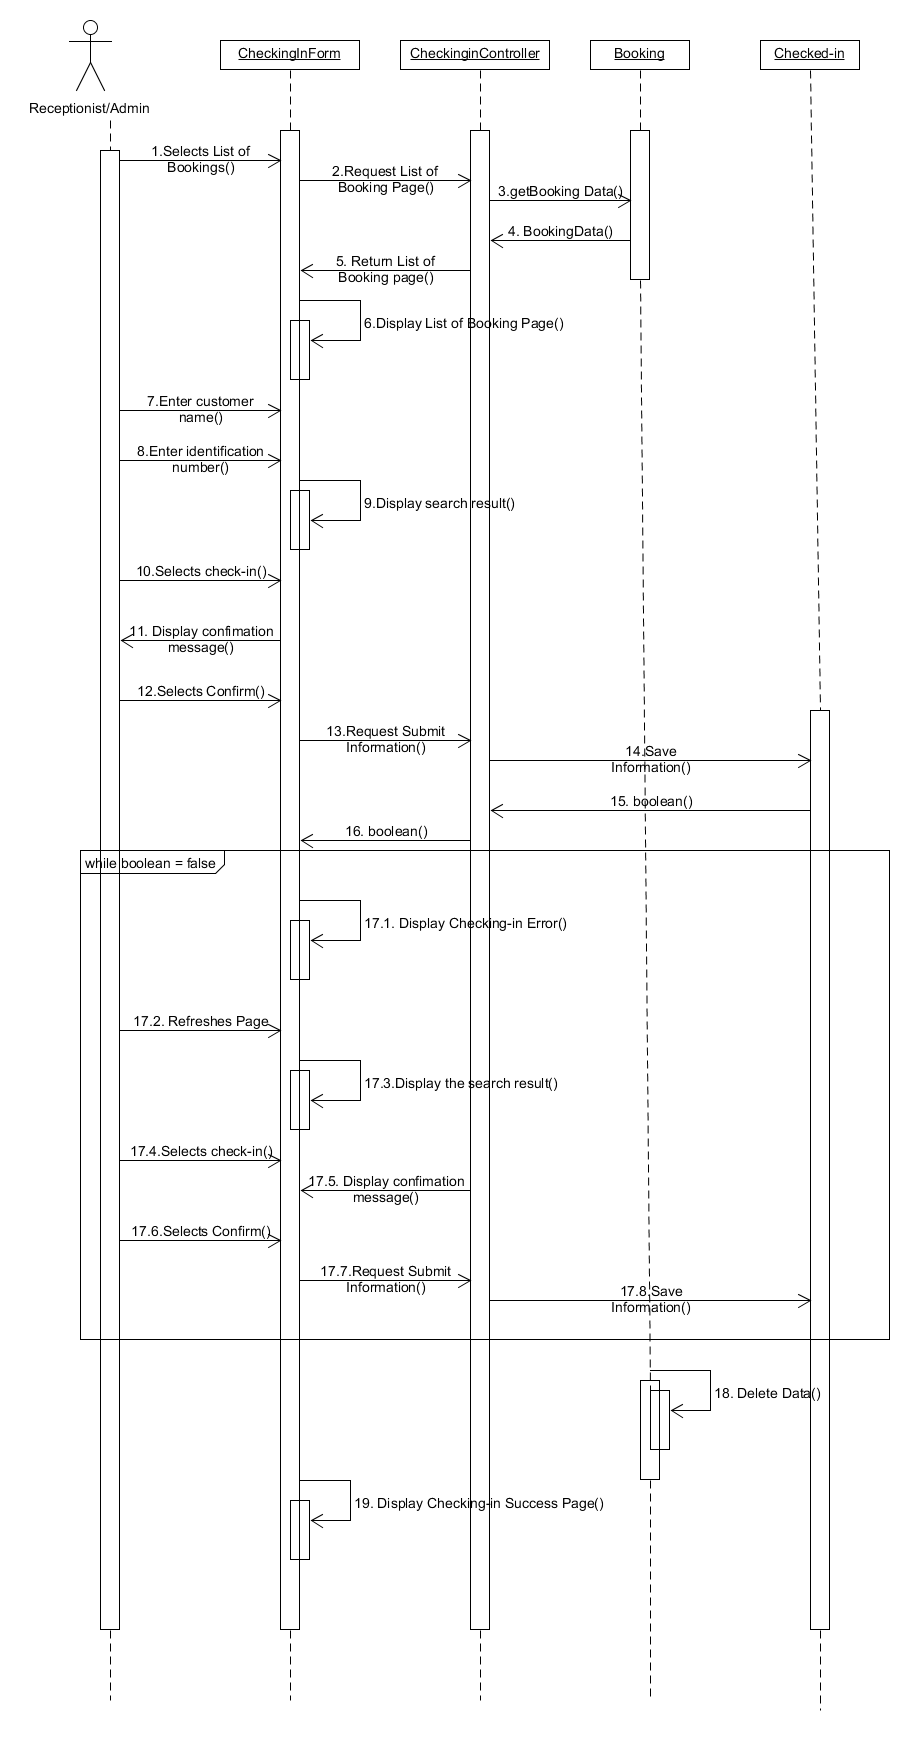 CheckingInForm
CheckinginController
Booking
Checked-in
Receptionist/Admin
1.Selects List of
Bookings()
2.Request List of
Booking Page()
3.getBooking Data()
4. BookingData()
5. Return List of
Booking page()
6.Display List of Booking Page()
7.Enter customer
name()
8.Enter identification
number()
9.Display search result()
10.Selects check-in()
11. Display confimation
message()
12.Selects Confirm()
13.Request Submit
Information()
14.Save
Information()
15. boolean()
16. boolean()
while boolean = false
17.1. Display Checking-in Error()
17.2. Refreshes Page
17.3.Display the search result()
17.4.Selects check-in()
17.5. Display confimation
message()
17.6.Selects Confirm()
17.7.Request Submit
Information()
17.8.Save
Information()
18. Delete Data()
19. Display Checking-in Success Page()